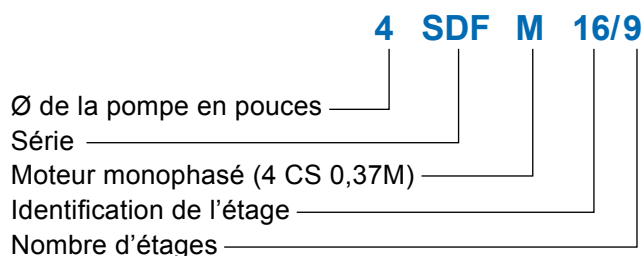 4 SDF M 16/9
Ø de la pompe en pouces
Série
Moteur monophasé (4 CS 0,37M)
Identification de l’étage
Nombre d’étages